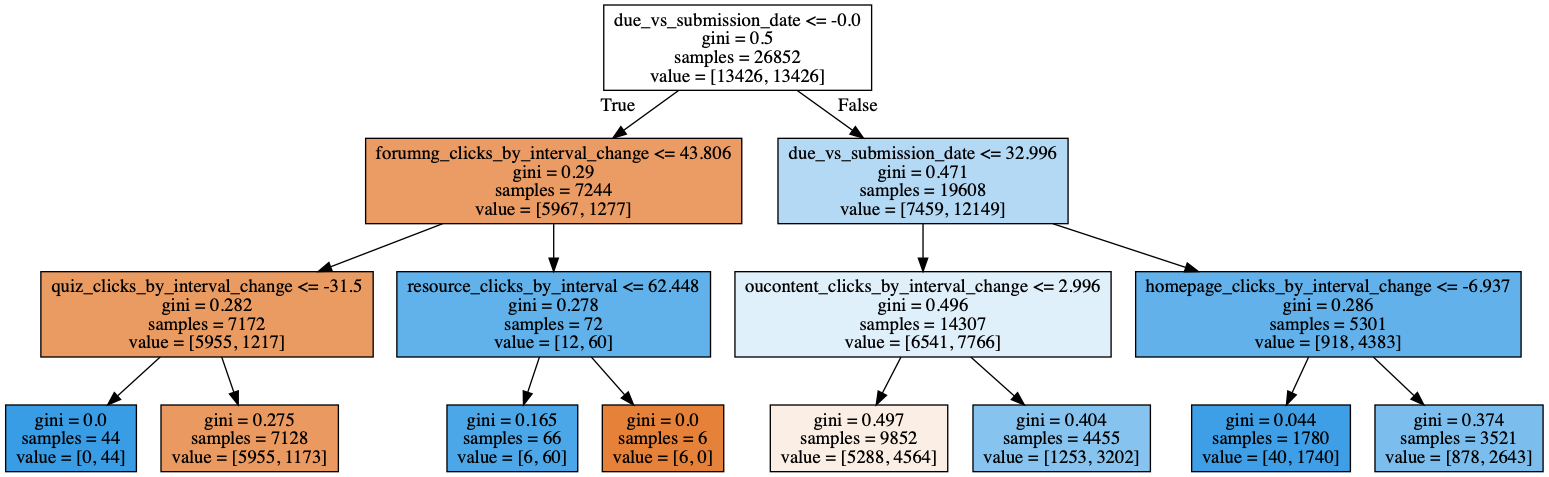 due_vs_submission_date <= -0.0
gini = 0.5
samples = 26852
value = [13426, 13426]
True
False
forumng_clicks_by_interval_change <= 43.806
gini = 0.29
samples = 7244
value = [5967, 1277]
due_vs_submission_date <= 32.996
gini = 0.471
samples = 19608
value = [7459, 12149]
quiz_clicks_by_interval_change <= -31.5
gini = 0.282
samples = 7172
value = [5955, 1217]
resource_clicks_by_interval <= 62.448
gini = 0.278
samples = 72
value = [12, 60]
oucontent_clicks_by_interval_change <= 2.996
gini = 0.496
samples = 14307
value = [6541, 7766]
homepage_clicks_by_interval_change <= -6.937
gini = 0.286
samples = 5301
value = [918, 4383]
gini = 0.0
samples = 44
value = [0, 44]
gini = 0.275
samples = 7128
value = [5955, 1173]
gini = 0.165
samples = 66
value = [6, 60]
gini = 0.0
samples = 6
value = [6, 0]
gini = 0.497
samples = 9852
value = [5288, 4564]
gini = 0.404
samples = 4455
value = [1253, 3202]
gini = 0.044
samples = 1780
value = [40, 1740]
gini = 0.374
samples = 3521
value = [878, 2643]